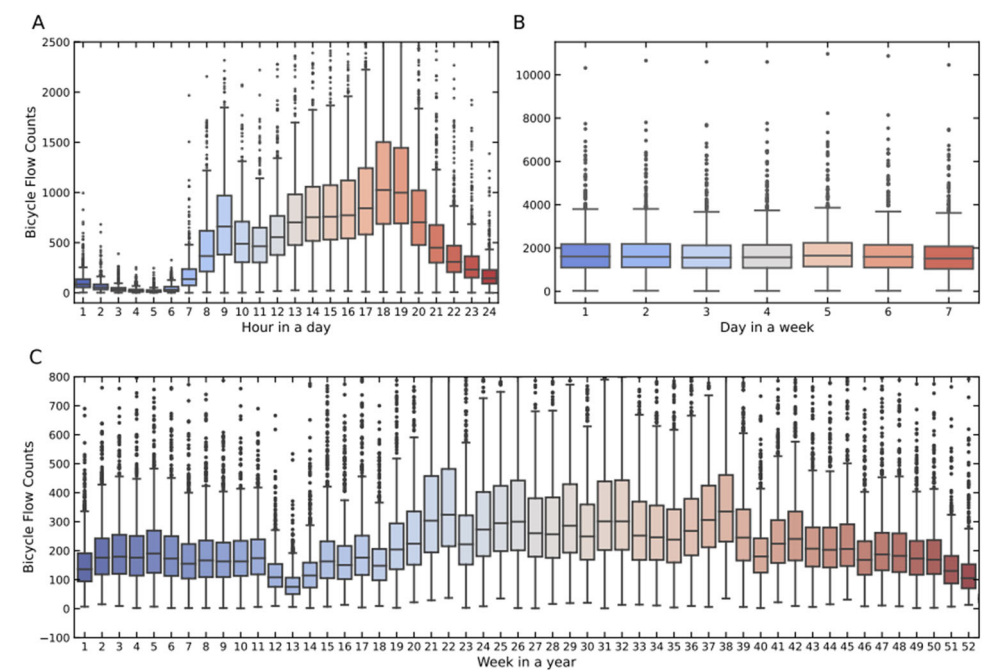 A
B
2500
2000
1500
1000
500
0
Bicycle Flow Counts
1 2 3 4 5 6 7 8 9 10 11 12 13 14 15 16 17 18 19 20 21 22 23 24
Hour in a day
10000
8000
6000
4000
2000
0
1 2 3 4 5 6 7
Day in a week
C
800
700
600
500
400
300
200
100
0
−100
Bicycle Flow Counts
1 2 3 4 5 6 7 8 9 10 11 12 13 14 15 16 17 18 19 20 21 22 23 24 25 26 27 28 29 30 31 32 33 34 35 36 37 38 39 40 41 42 43 44 45 46 47 48 49 50 51 52
Week in a year